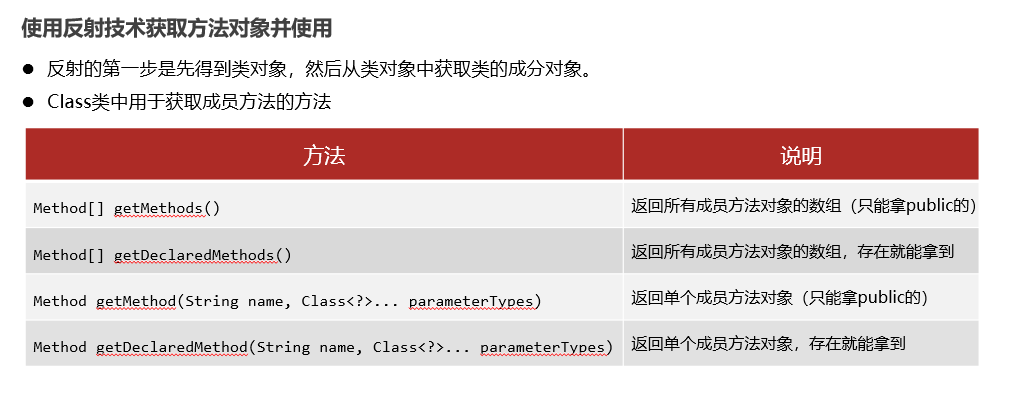 使用反射技术获取方法对象并使用
● 反射的第一步是先得到类对象，然后从类对象中获取类的成分对象。
● Class类中用于获取成员方法的方法
方法 说明
Method[] getMethods() 返回所有成员方法对象的数组（只能拿public的）
Method[] getDeclaredMethods() 返回所有成员方法对象的数组，存在就能拿到
Method getMethod(String name, Class<?>... parameterTypes) 返回单个成员方法对象（只能拿public的）
Method getDeclaredMethod(String name, Class<?>... parameterTypes) 返回单个成员方法对象，存在就能拿到